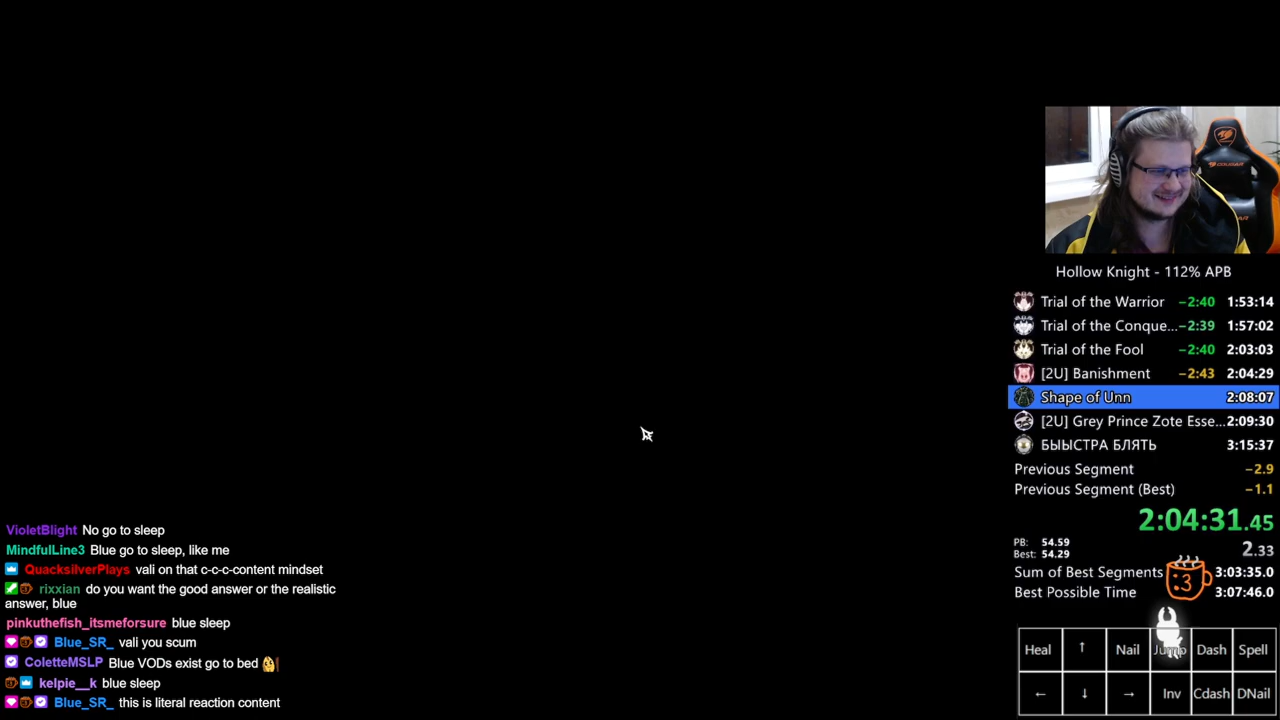 Hollow Knight - 112% APB
Trial of the Warrior -2:40 1:53:14
Trial of the Conque... -2:39 1:57:02
Trial of the Fool -2:40 2:03:03
[2U] Banishment -2:43 2:04:29
Shape of Unn 2:08:07
[2U] Grey Prince Zote Esse... 2:09:30
БЫЫСТРА БЛЯТЬ 3:15:37
Previous Segment -2.9
Previous Segment (Best) -1.1
2:04:31.45
PB: 54.59
Best: 54.29
2.33
Sum of Best Segments 3:03:35.0
Best Possible Time 3:07:46.0
:3
Heal ↑ Nail Jump Dash Spell
← ↓ → Inv Cdash DNail
VioletBlight No go to sleep
MindfulLine3 Blue go to sleep, like me
QuacksilverPlays vali on that c-c-c-content mindset
rixxian do you want the good answer or the realistic
answer, blue
pinkuthefish_itsmeforsure blue sleep
Blue_SR_ vali you scum
ColetteMSLP Blue VODs exist go to bed
kelpie__k blue sleep
Blue_SR_ this is literal reaction content